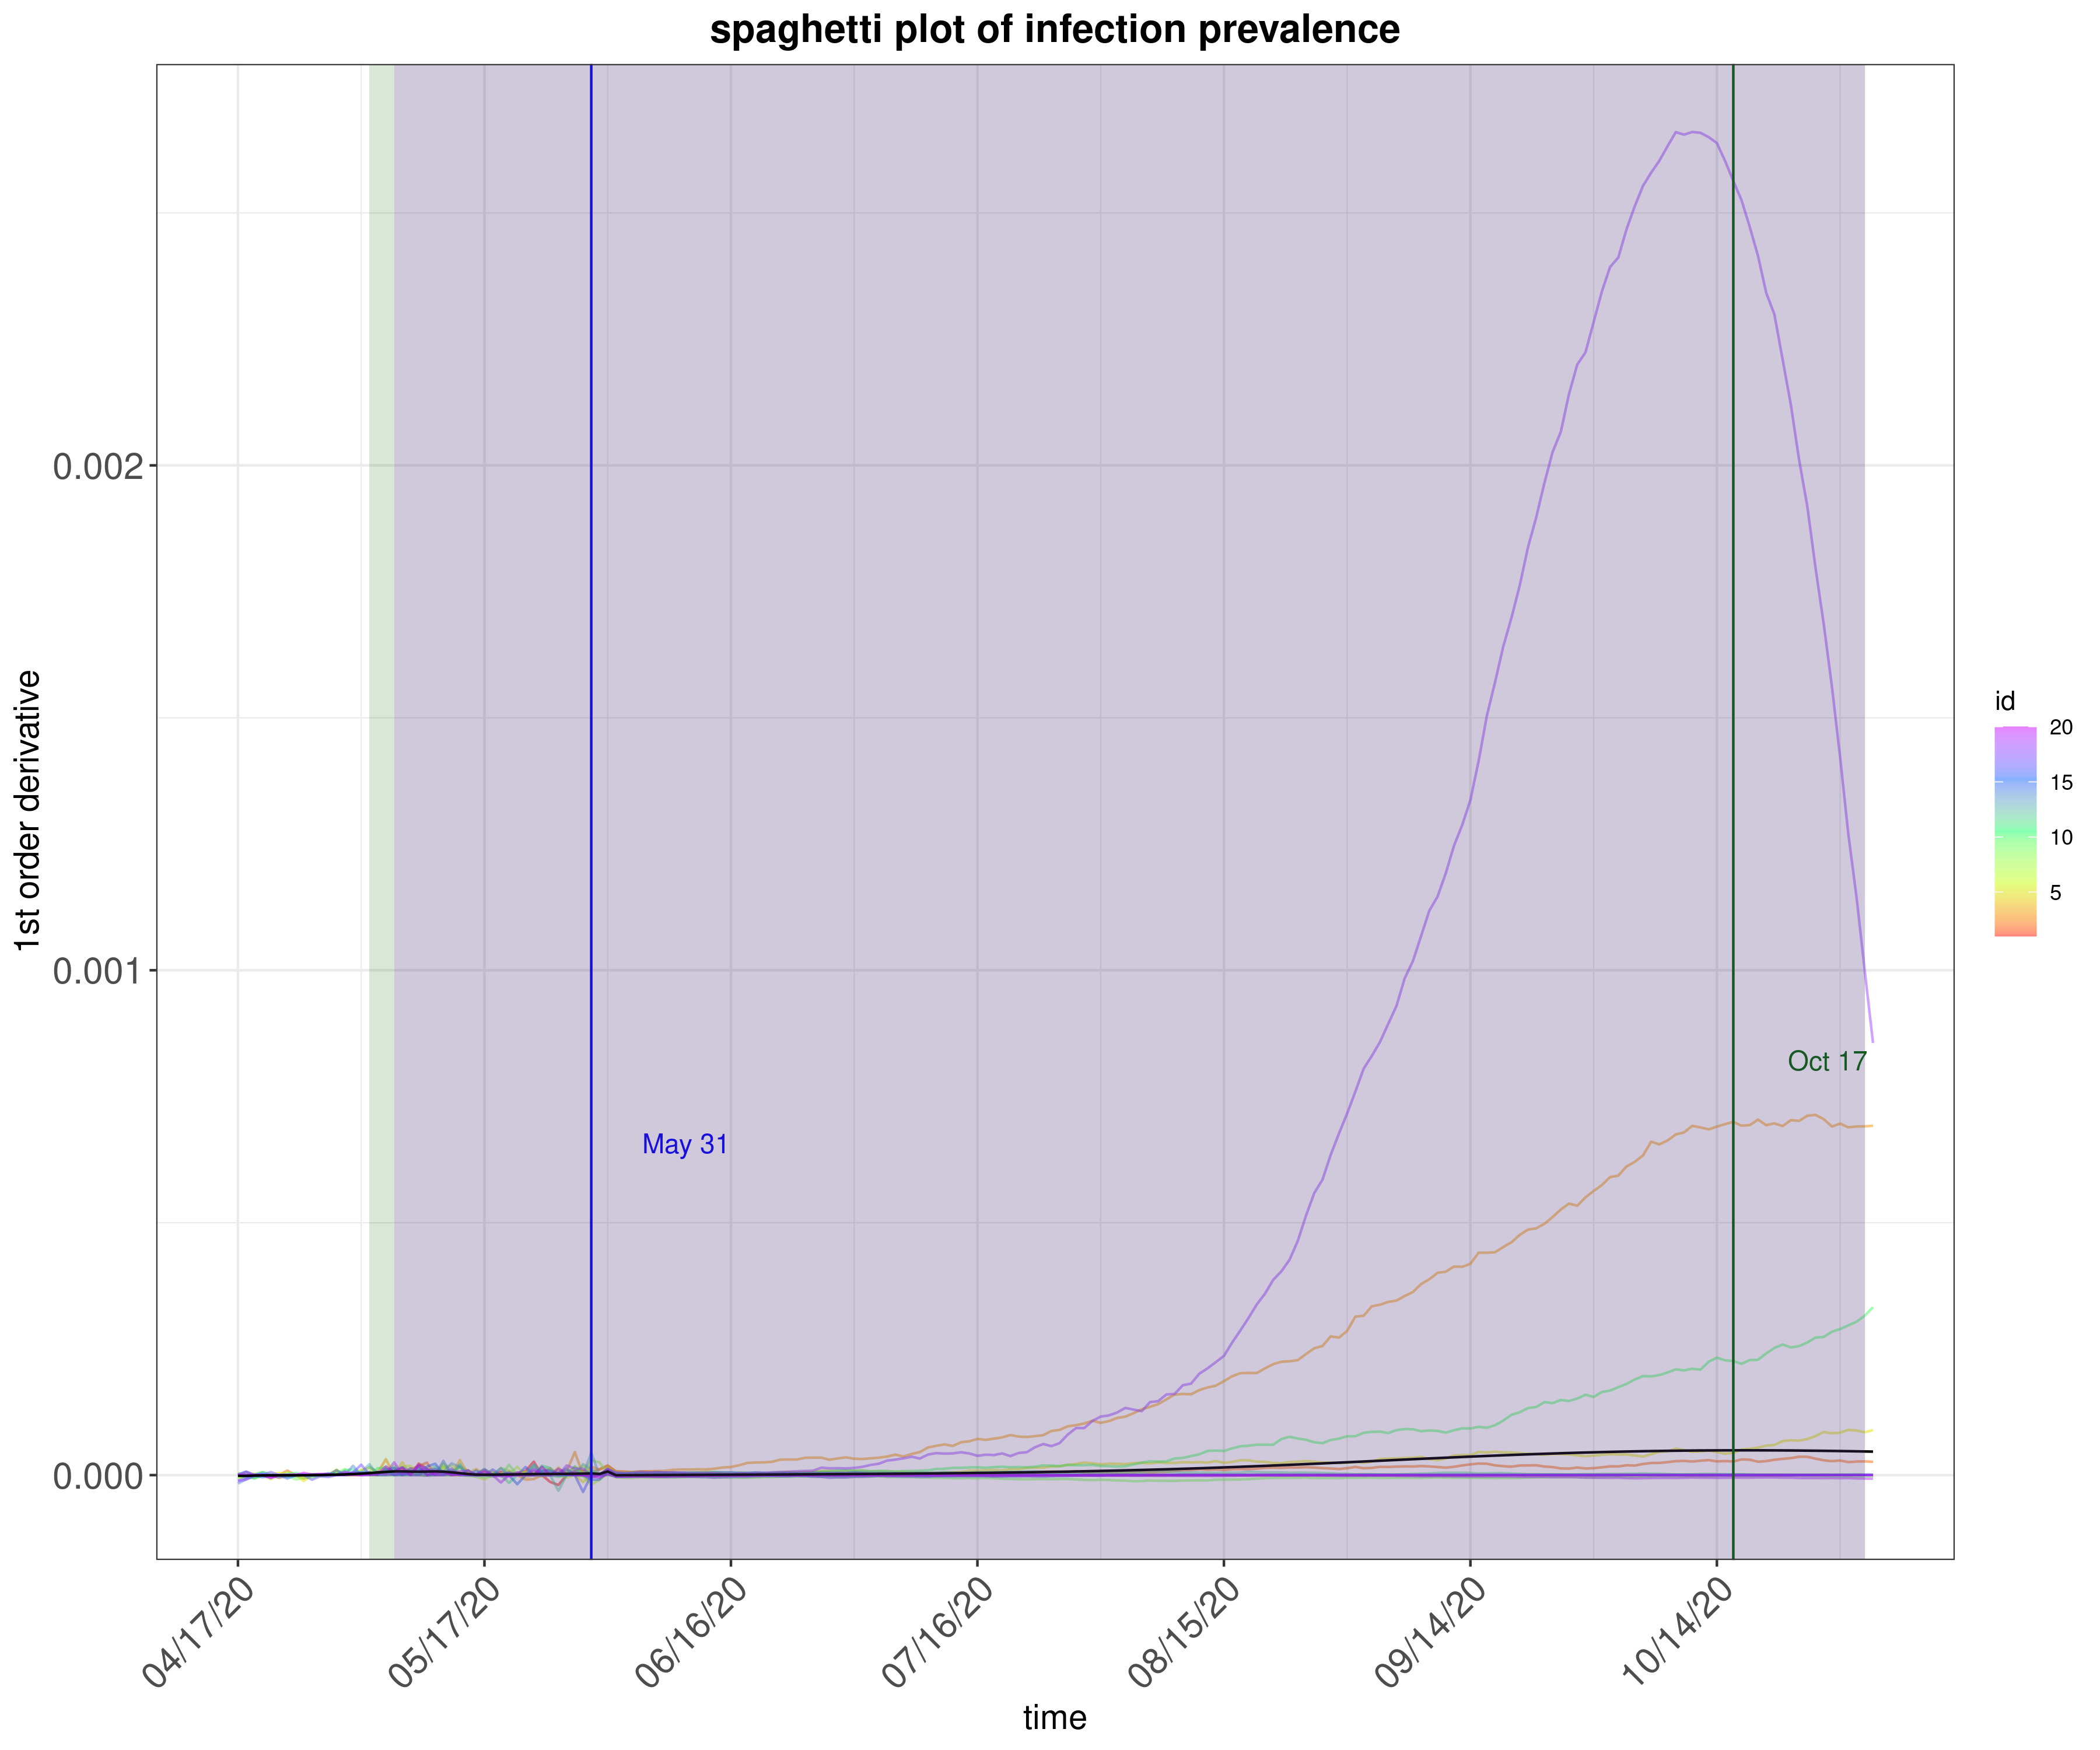 spaghetti plot of infection prevalence
1st order derivative
0.002
0.001
0.000
May 31
Oct 17
id
20
15
10
5
04/17/20
05/17/20
06/16/20
07/16/20
08/15/20
09/14/20
10/14/20
time